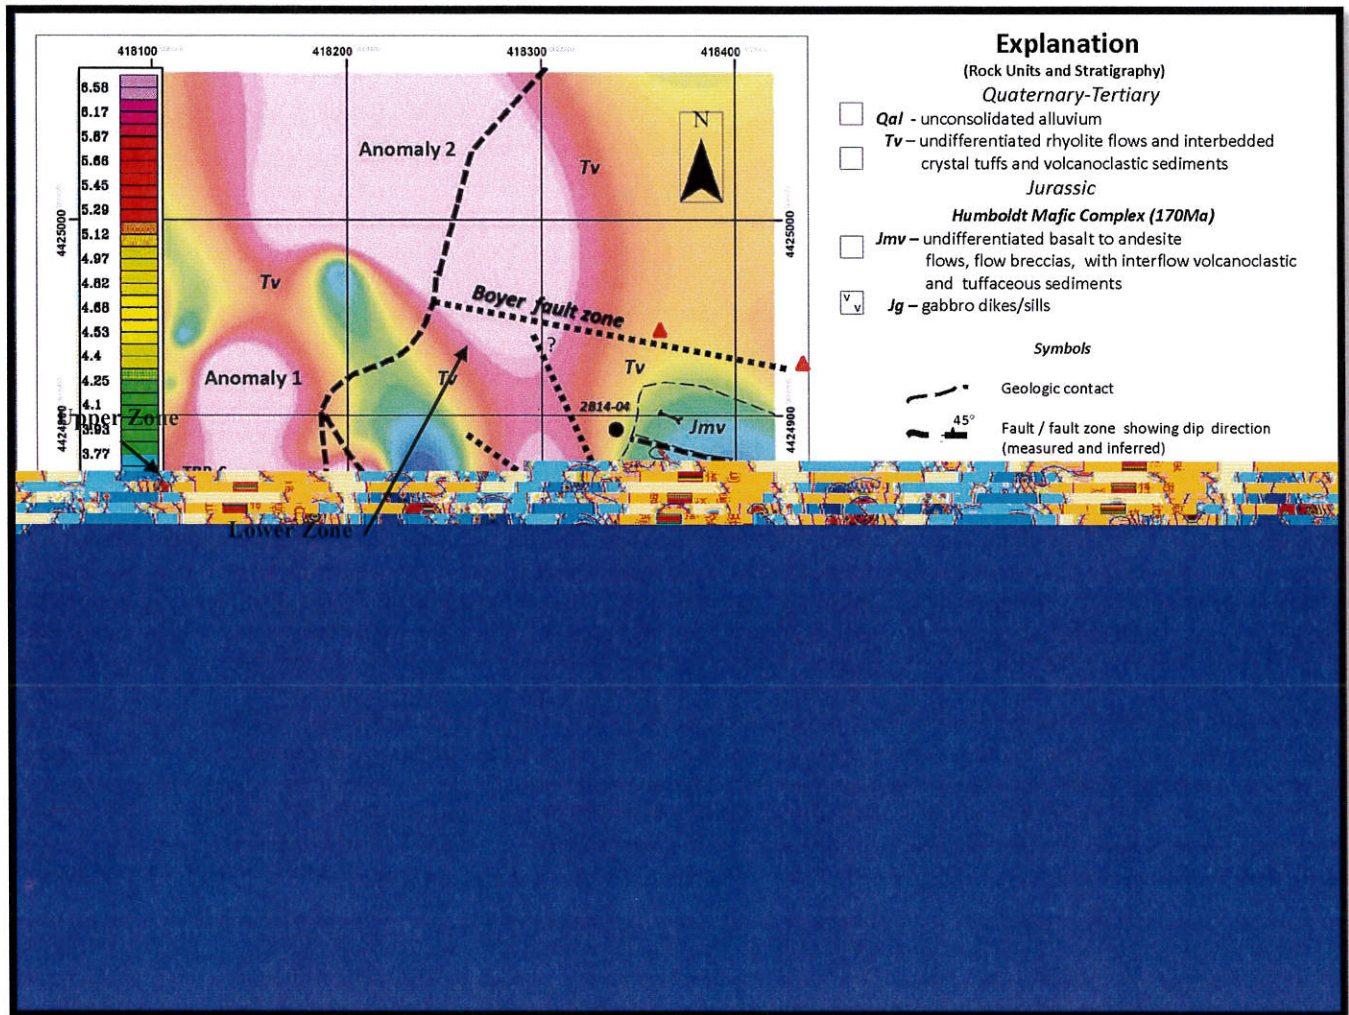 418100 418200 418300 418400
6.58
6.17
5.87
5.66
5.45
5.29
5.12
4.97
4.82
4.68
4.53
4.4
4.25
4.1
3.93
3.77
4425000
4424900
4425000
4424900
N
Anomaly 2
Tv
Tv
Boyer fault zone
?
Anomaly 1
Tv
Tv
2B14-04
Jmv
Upper Zone
Lower Zone
Explanation
(Rock Units and Stratigraphy)
Quaternary-Tertiary
Qal - unconsolidated alluvium
Tv – undifferentiated rhyolite flows and interbedded
crystal tuffs and volcanoclastic sediments
Jurassic
Humboldt Mafic Complex (170Ma)
Jmv – undifferentiated basalt to andesite
flows, flow breccias, with interflow volcanoclastic
and tuffaceous sediments
v v Jg – gabbro dikes/sills
Symbols
Geologic contact
45° Fault / fault zone showing dip direction
(measured and inferred)